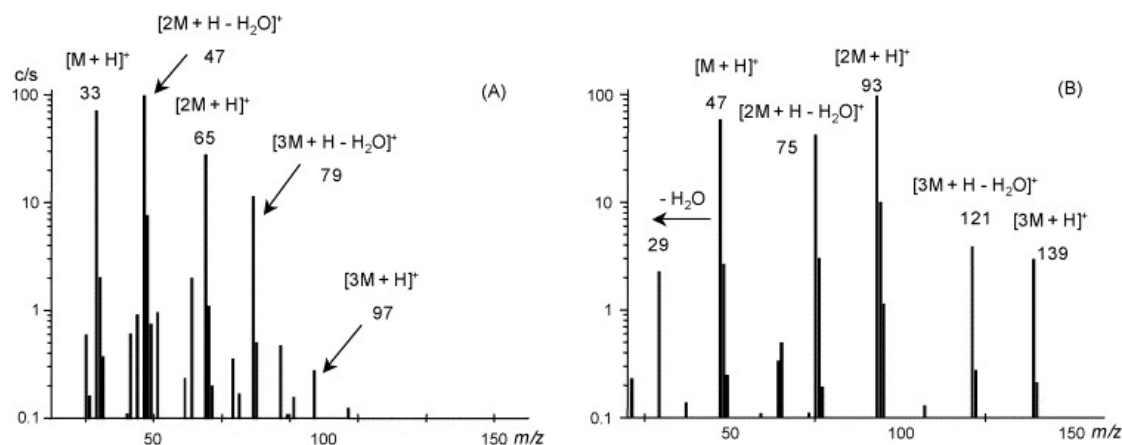 [2M + H - H₂O]⁺
47
[M + H]⁺
33
c/s
(A)
[2M + H]⁺
65
[3M + H - H₂O]⁺
79
[3M + H]⁺
97
100
10
1
0.1
50
100
150 m/z
[2M + H]⁺
93
(B)
[M + H]⁺
47
[2M + H - H₂O]⁺
75
[3M + H - H₂O]⁺
121
[3M + H]⁺
139
- H₂O
29
100
10
1
0.1
50
100
150 m/z